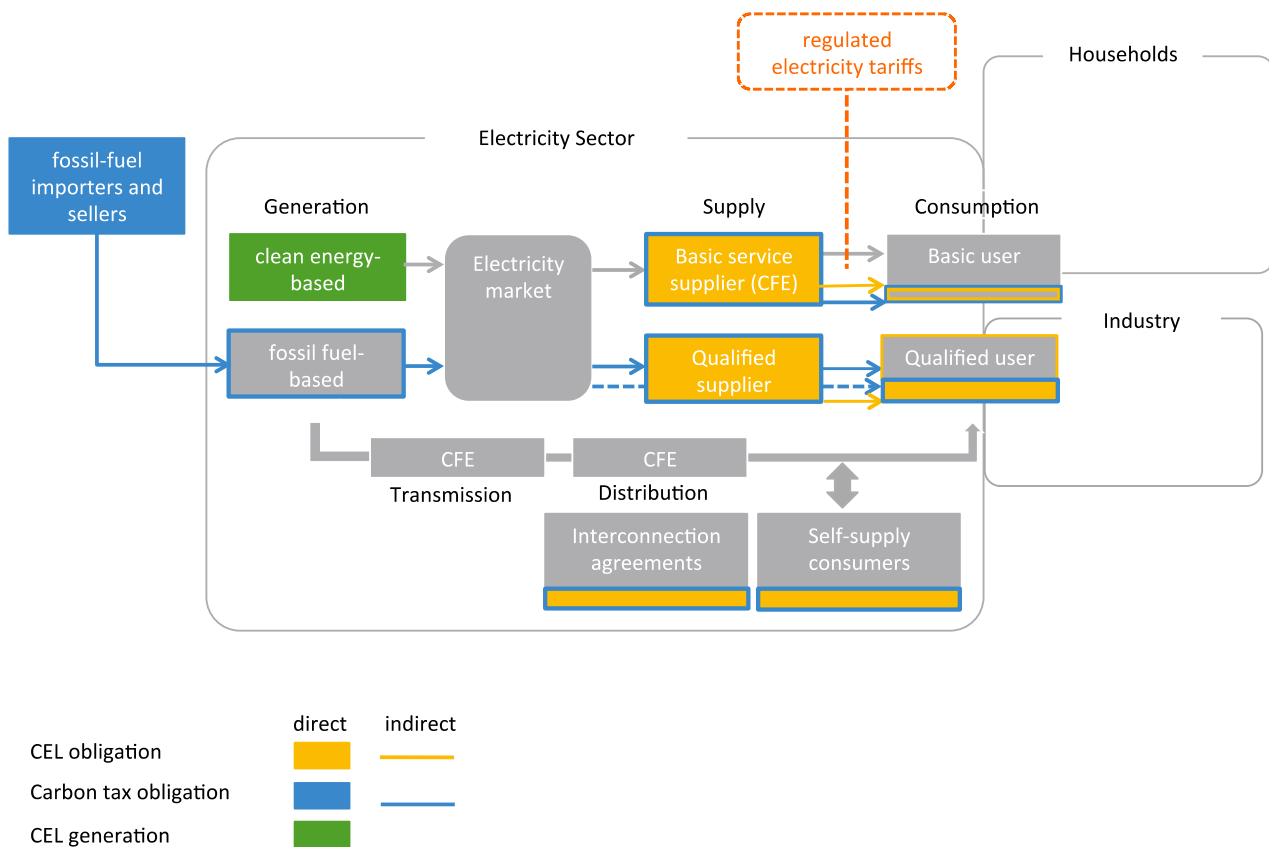 regulated
electricity tariffs
Households
Electricity Sector
fossil-fuel
importers and
sellers
Generation
Supply
Consumption
clean energy-
based
Electricity
market
Basic service
supplier (CFE)
Basic user
Industry
fossil fuel-
based
Qualified
supplier
Qualified user
CFE
CFE
Transmission
Distribution
Interconnection
agreements
Self-supply
consumers
direct
indirect
CEL obligation
Carbon tax obligation
CEL generation